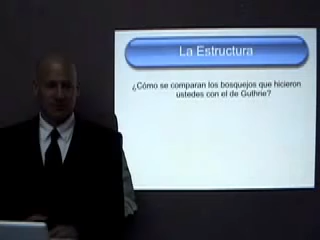 La Estructura
¿Cómo se comparan los bosquejos que hicieron
ustedes con el de Guthrie?